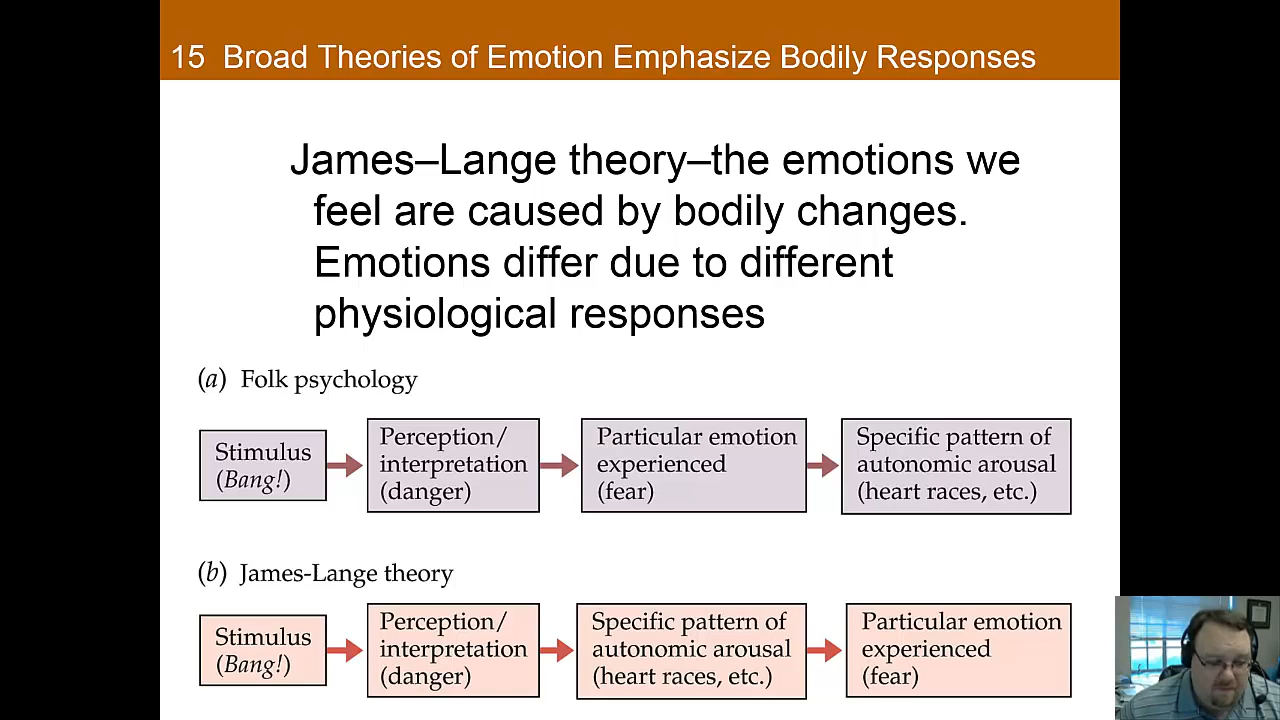 15 Broad Theories of Emotion Emphasize Bodily Responses
James–Lange theory–the emotions we
feel are caused by bodily changes.
Emotions differ due to different
physiological responses
(a) Folk psychology
Stimulus
(Bang!)
Perception/
interpretation
(danger)
Particular emotion
experienced
(fear)
Specific pattern of
autonomic arousal
(heart races, etc.)
(b) James-Lange theory
Stimulus
(Bang!)
Perception/
interpretation
(danger)
Specific pattern of
autonomic arousal
(heart races, etc.)
Particular emotion
experienced
(fear)